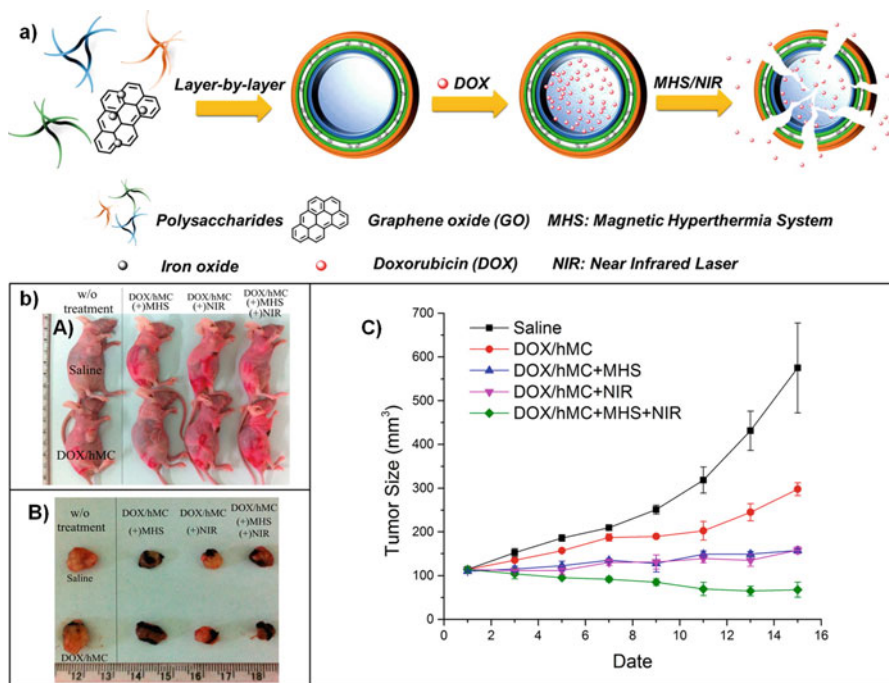 a)
Layer-by-layer
DOX
MHS/NIR
Polysaccharides
Graphene oxide (GO)
MHS: Magnetic Hyperthermia System
Iron oxide
Doxorubicin (DOX)
NIR: Near Infrared Laser
b)
A)
w/o
treatment
DOX/hMC
(+)MHS
DOX/hMC
(+)NIR
DOX/hMC
(+)MHS
(+)NIR
Saline
DOX/hMC
B)
w/o
treatment
DOX/hMC
(+)MHS
DOX/hMC
(+)NIR
DOX/hMC
(+)MHS
(+)NIR
Saline
DOX/hMC
12 13 14 15 16 17 18
C)
Saline
DOX/hMC
DOX/hMC+MHS
DOX/hMC+NIR
DOX/hMC+MHS+NIR
Tumor Size (mm³)
700
600
500
400
300
200
100
0
0 2 4 6 8 10 12 14 16
Date